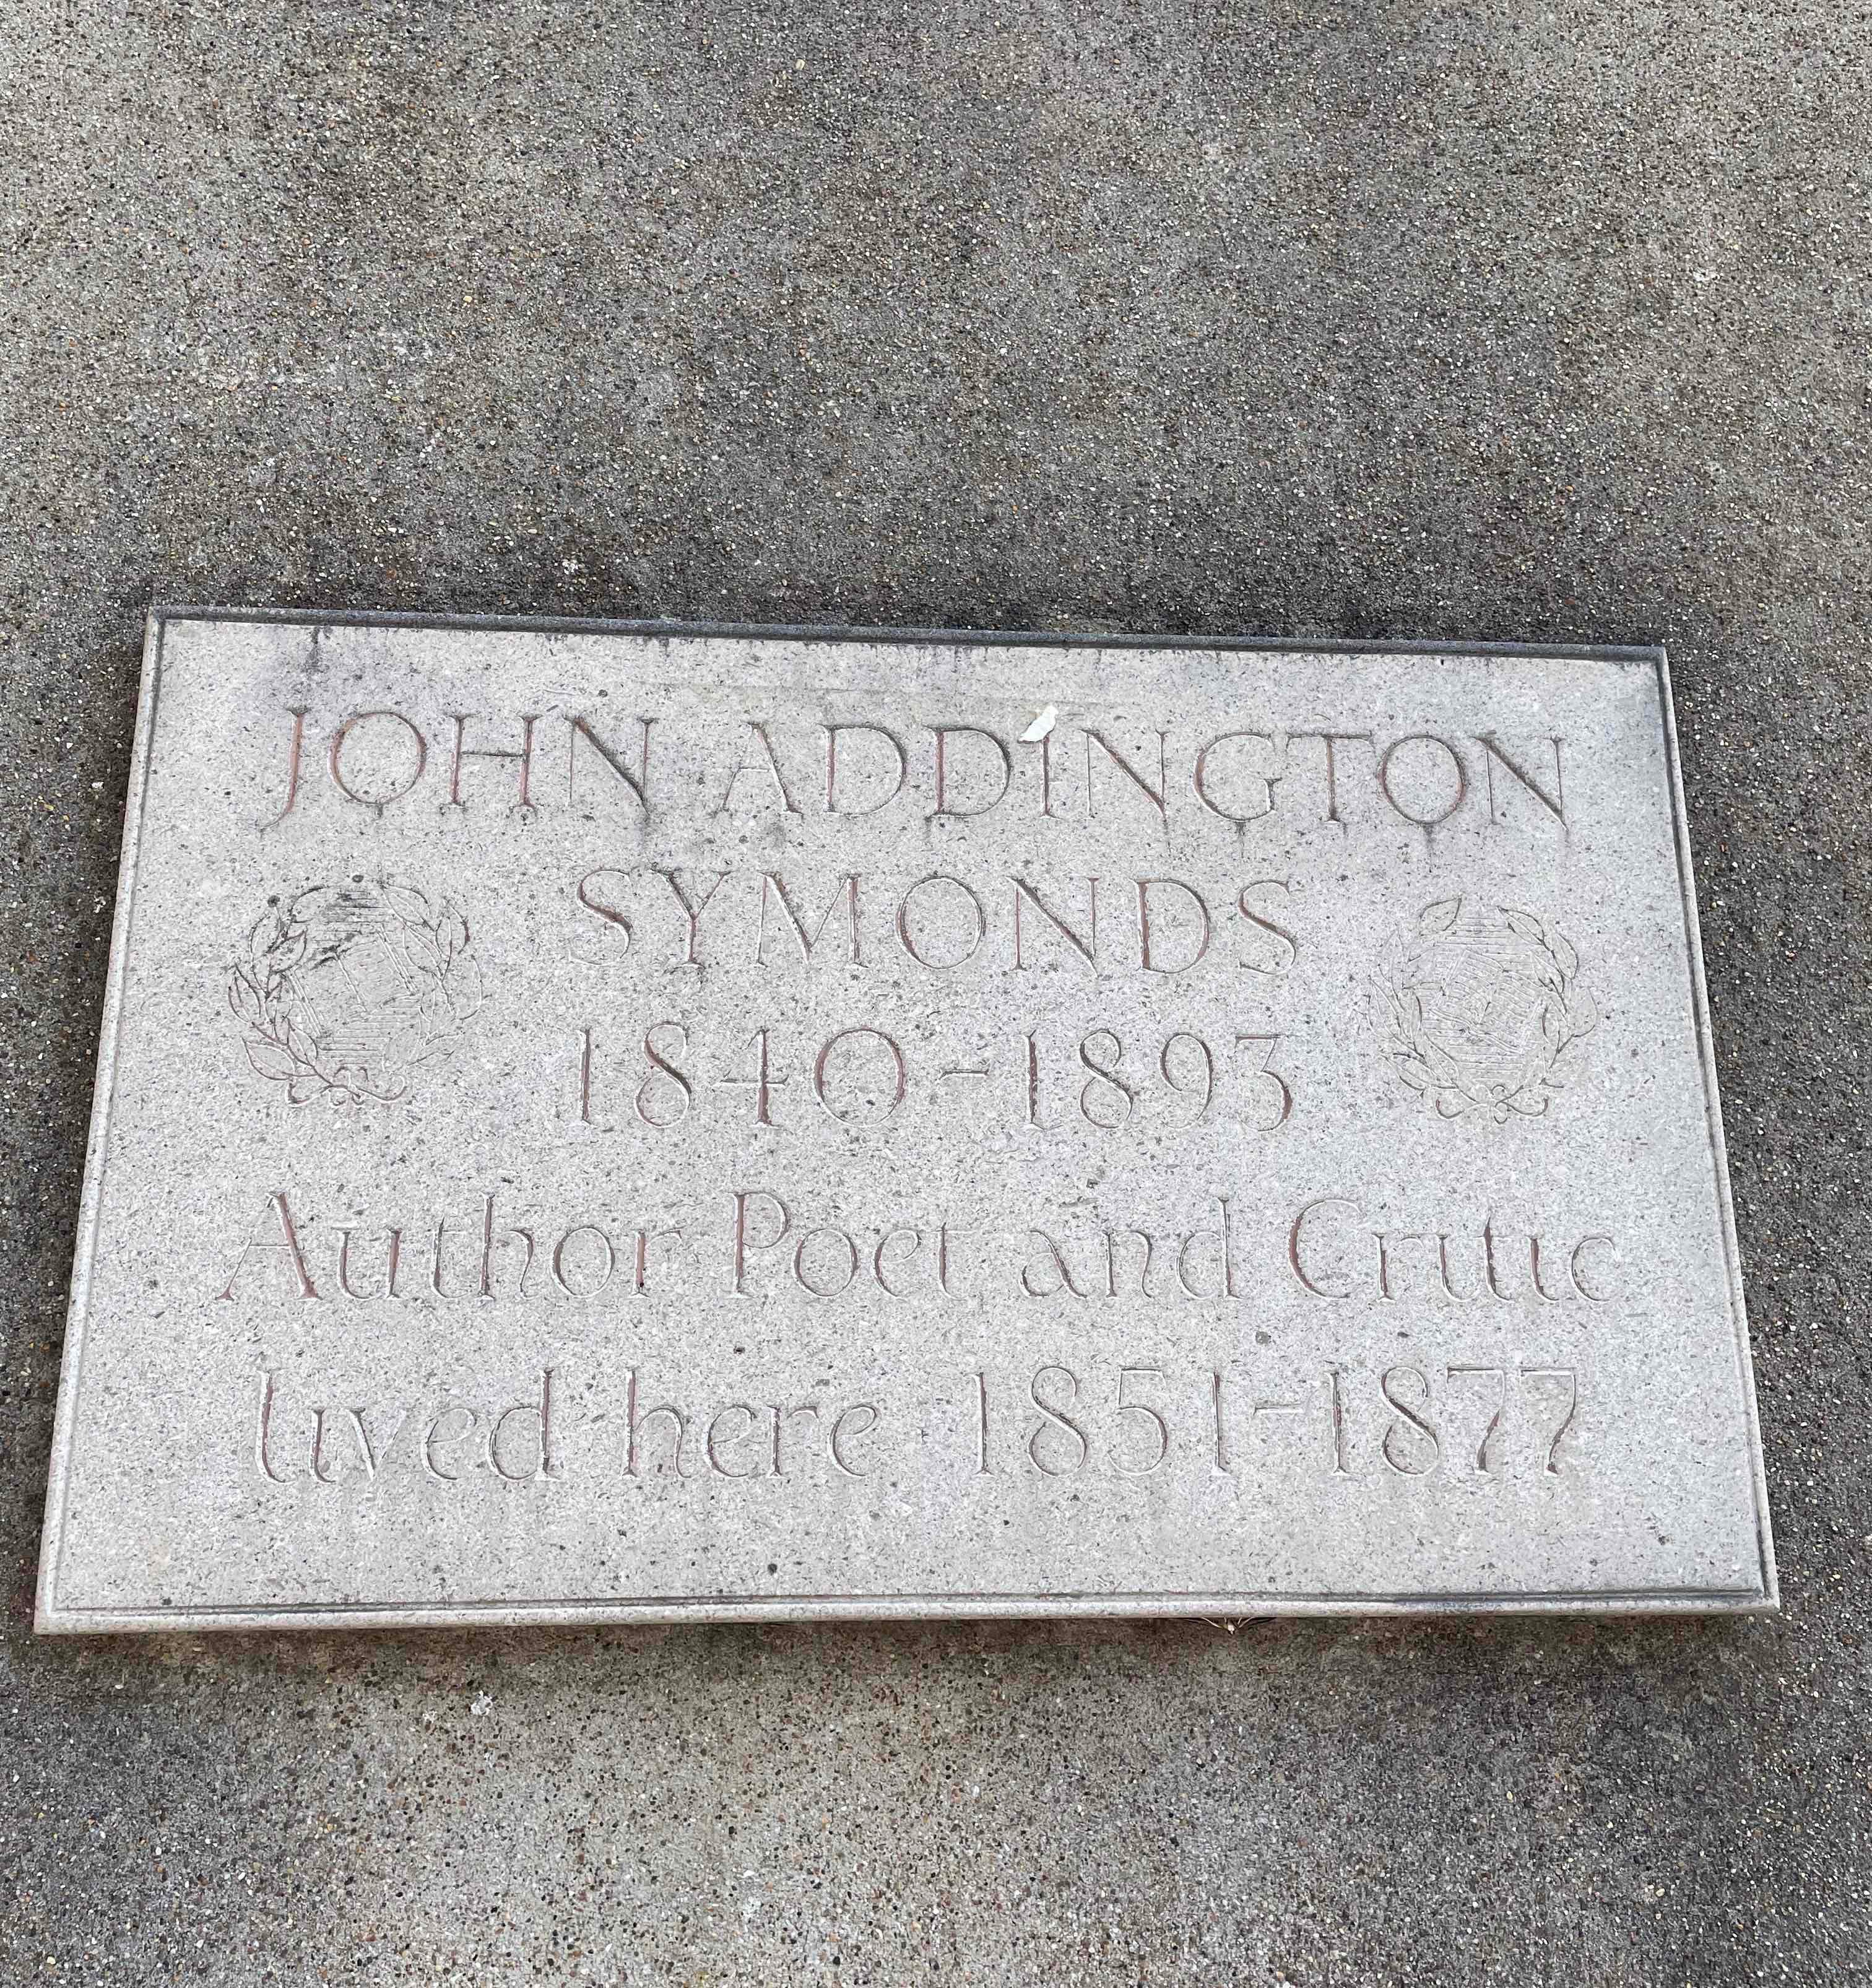 JOHN ADDINGTON
SYMONDS
1840-1893
Author Poet and Critic
lived here 1851-1877